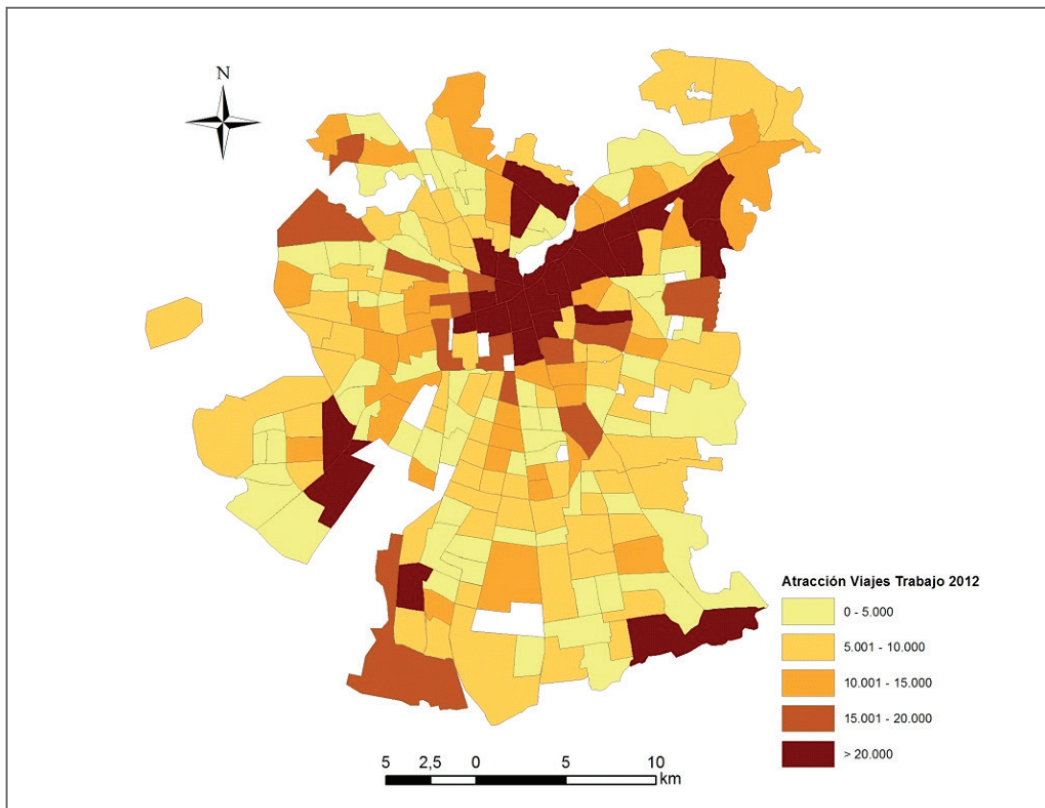 N
Atracción Viajes Trabajo 2012
0 - 5.000
5.001 - 10.000
10.001 - 15.000
15.001 - 20.000
> 20.000
5 2,5 0 5 10
km